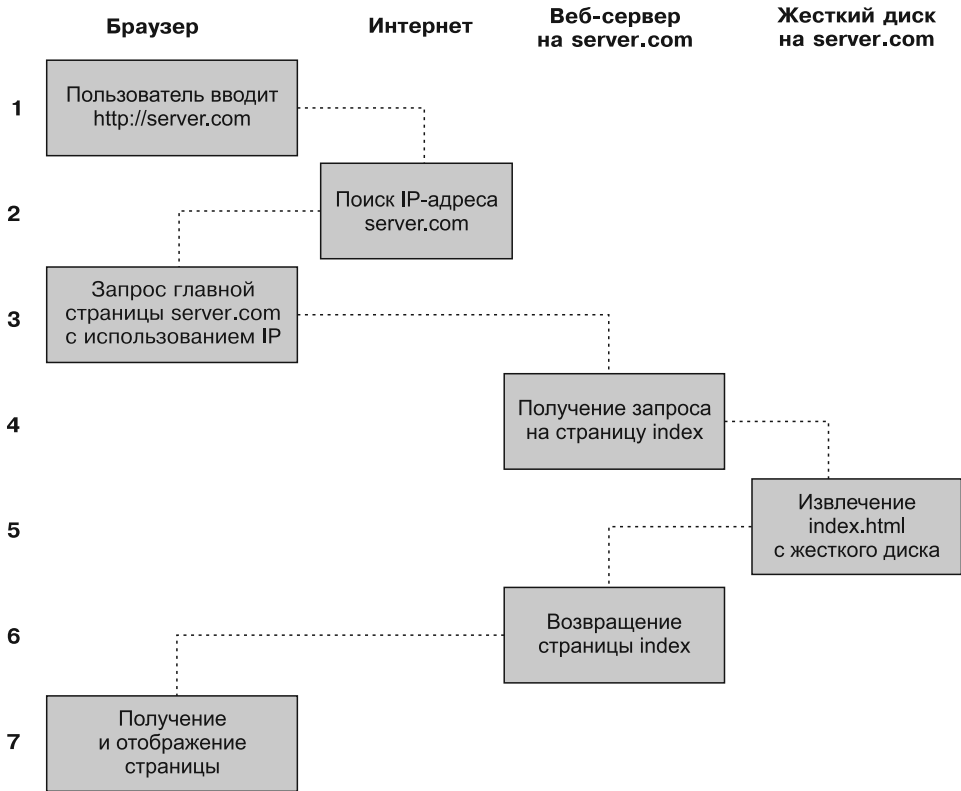 Браузер
Интернет
Веб-сервер
на server.com
Жесткий диск
на server.com
1
Пользователь вводит
http://server.com
2
Поиск IP-адреса
server.com
3
Запрос главной
страницы server.com
с использованием IP
4
Получение запроса
на страницу index
5
Извлечение
index.html
с жесткого диска
6
Возвращение
страницы index
7
Получение
и отображение
страницы